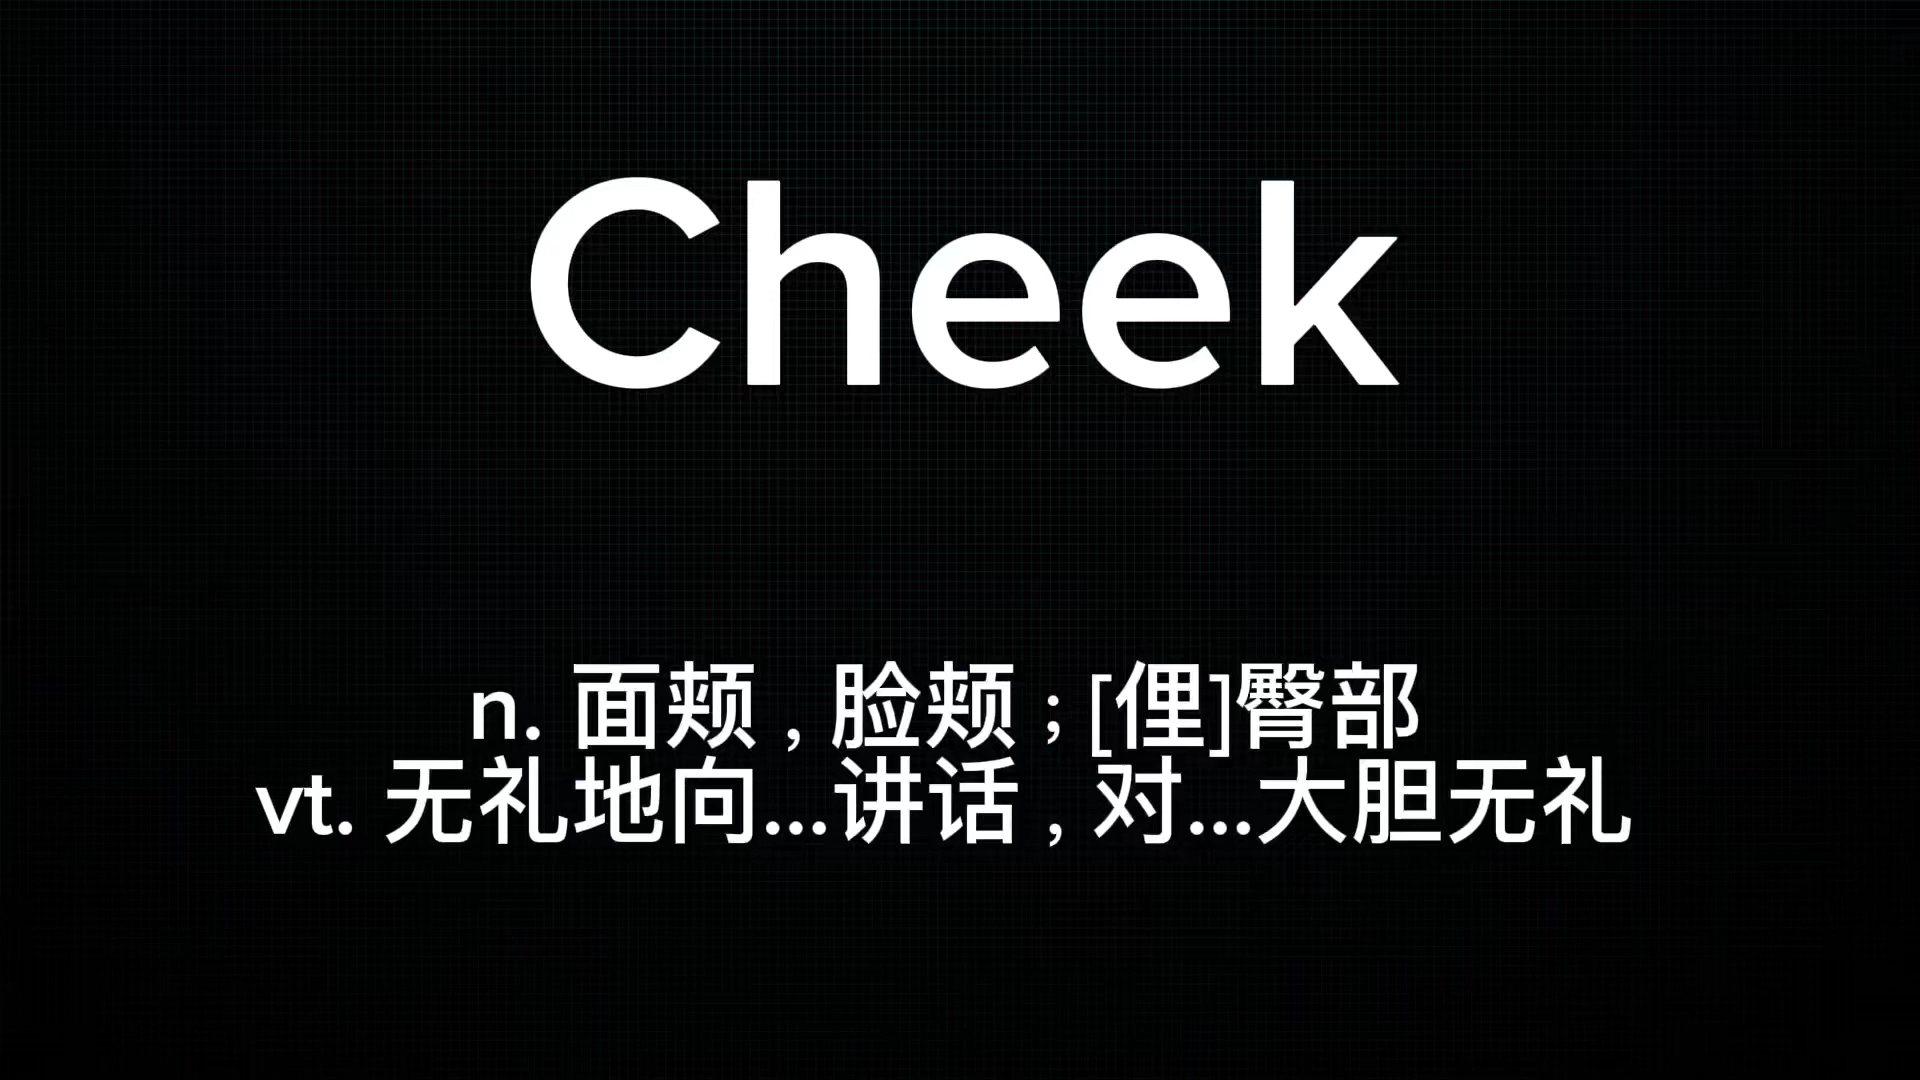 Cheek
n. 面颊 , 脸颊 ; [俚]臀部
vt. 无礼地向...讲话 , 对...大胆无礼